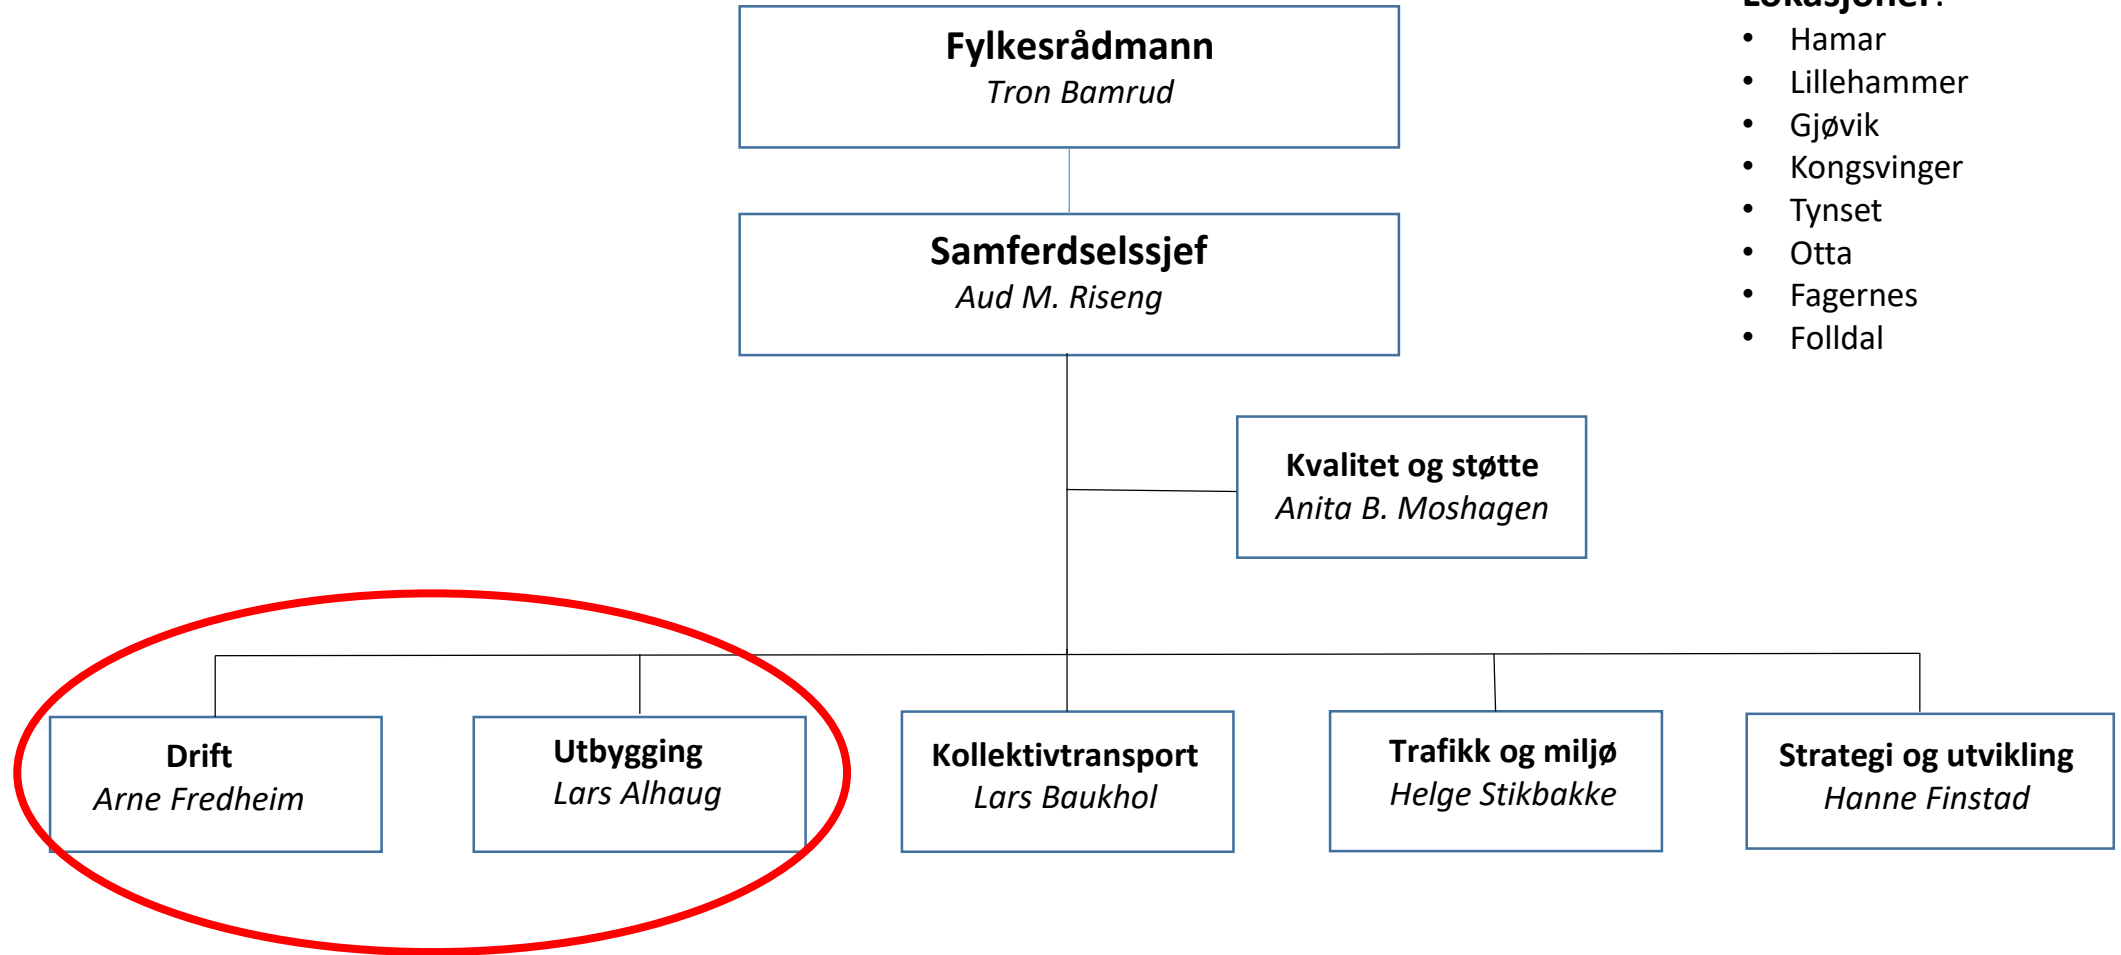 Lokasjoner:
• Hamar
• Lillehammer
• Gjøvik
• Kongsvinger
• Tynset
• Otta
• Fagernes
• Folldal
Fylkesrådmann
Tron Bamrud
Samferdselssjef
Aud M. Riseng
Kvalitet og støtte
Anita B. Moshagen
Drift
Arne Fredheim
Utbygging
Lars Alhaug
Kollektivtransport
Lars Baukhol
Trafikk og miljø
Helge Stikbakke
Strategi og utvikling
Hanne Finstad